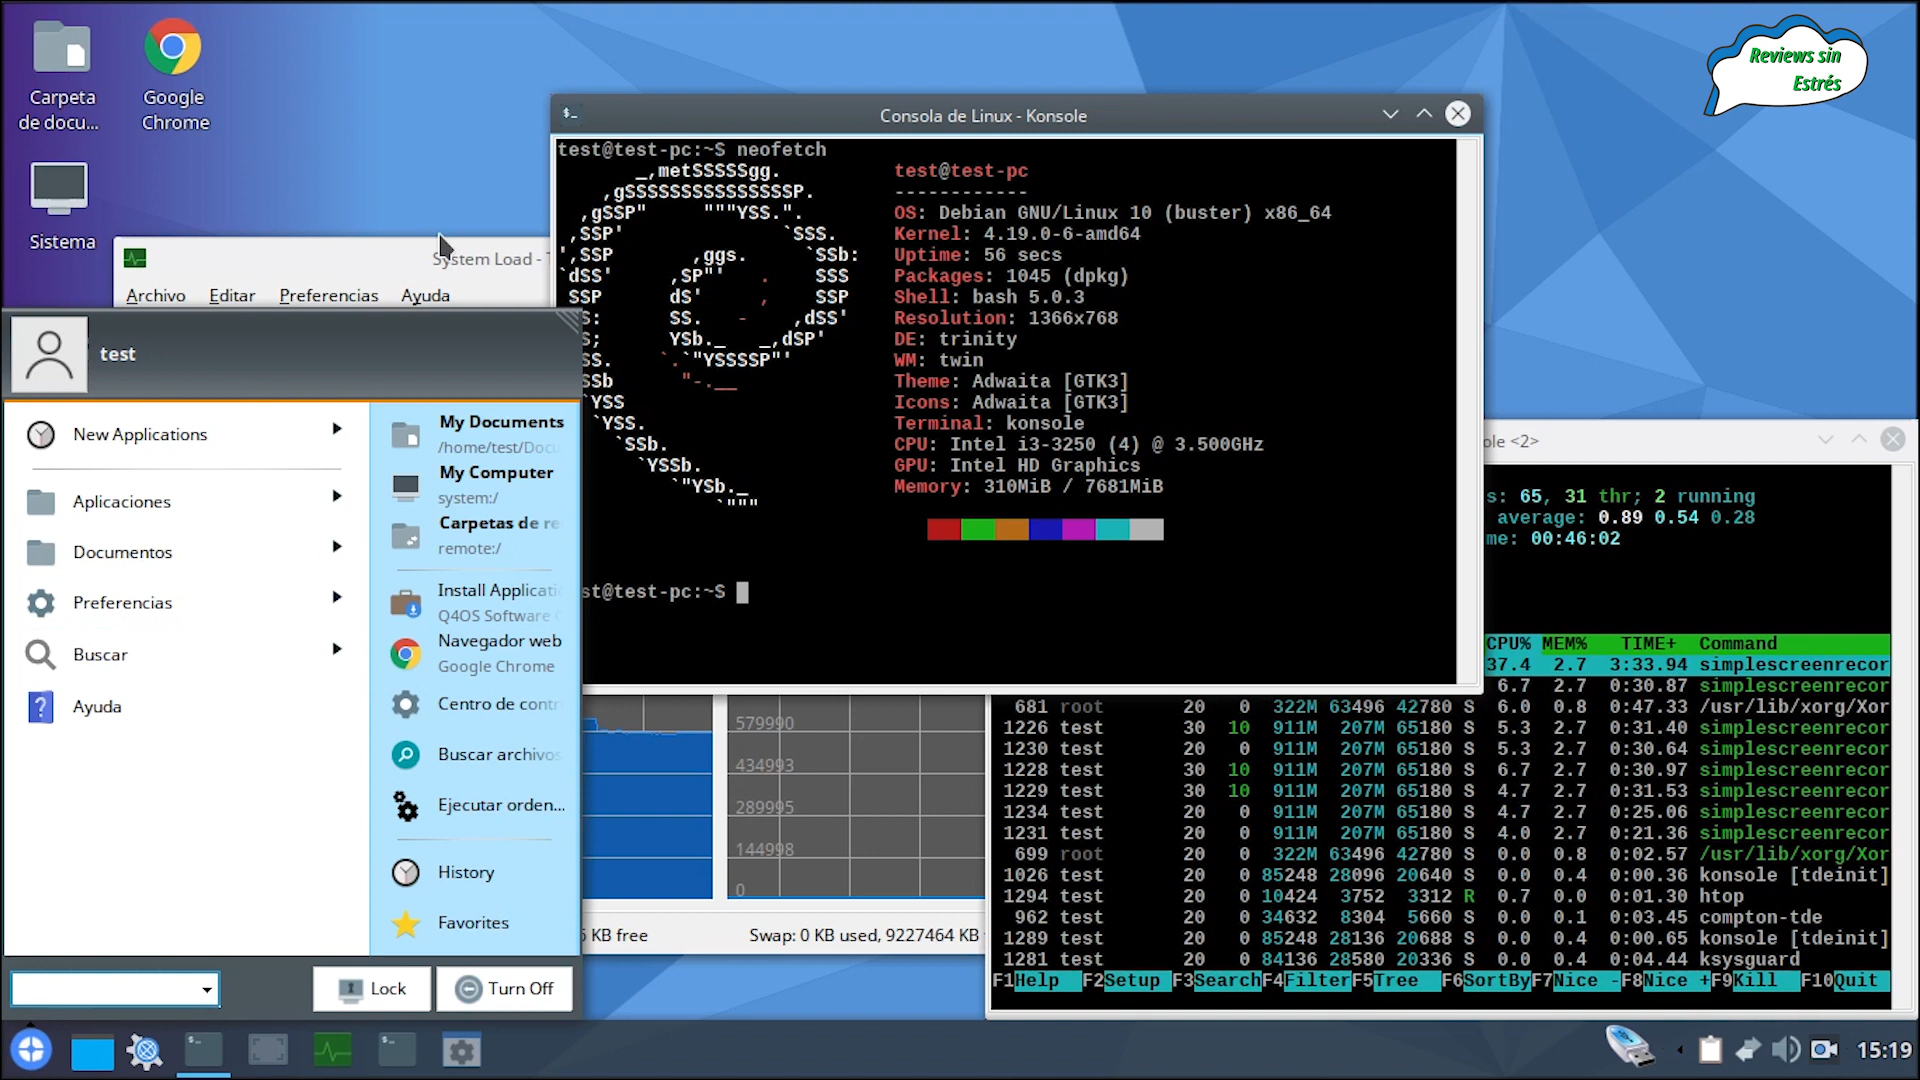 Carpeta
de docu...
Google
Chrome
Sistema
Reviews sin
Estrés
System Load -
Archivo Editar Preferencias Ayuda
Consola de Linux - Konsole
test@test-pc:~$ neofetch
_,met$$$$$gg.
,g$$$$$$$$$$$$$$$P.
,g$$P" """Y$$.".
,$$P' `$$$.
',$$P ,ggs. `$$b:
`d$$' ,$P"' . $$$
$$P d$' , $$P
$: $$. - ,d$$'
$; Y$b._ _,d$P'
$$. `.`"Y$$$$P"'
$$b "-.__
`Y$$
`Y$$.
`$$b.
`Y$$b.
`"Y$b._
`"""
test@test-pc
------------
OS: Debian GNU/Linux 10 (buster) x86_64
Kernel: 4.19.0-6-amd64
Uptime: 56 secs
Packages: 1045 (dpkg)
Shell: bash 5.0.3
Resolution: 1366x768
DE: trinity
WM: twin
Theme: Adwaita [GTK3]
Icons: Adwaita [GTK3]
Terminal: konsole
CPU: Intel i3-3250 (4) @ 3.500GHz
GPU: Intel HD Graphics
Memory: 310MiB / 7681MiB
st@test-pc:~$
test
New Applications
Aplicaciones
Documentos
Preferencias
Buscar
Ayuda
My Documents
/home/test/Docu
My Computer
system:/
Carpetas de re
remote:/
Install Applicati
Q4OS Software C
Navegador web
Google Chrome
Centro de contr
Buscar archivos
Ejecutar orden...
History
Favorites
Lock
Turn Off
579990
434993
289995
144998
0
KB free
Swap: 0 KB used, 9227464 KB
ole <2>
s: 65, 31 thr; 2 running
average: 0.89 0.54 0.28
me: 00:46:02
CPU% MEM% TIME+ Command
37.4 2.7 3:33.94 simplescreenrecor
6.7 2.7 0:30.87 simplescreenrecor
681 root 20 0 322M 63496 42780 S 6.0 0.8 0:47.33 /usr/lib/xorg/Xor
1226 test 30 10 911M 207M 65180 S 5.3 2.7 0:31.40 simplescreenrecor
1230 test 20 0 911M 207M 65180 S 5.3 2.7 0:30.64 simplescreenrecor
1228 test 30 10 911M 207M 65180 S 6.7 2.7 0:30.97 simplescreenrecor
1229 test 30 10 911M 207M 65180 S 4.7 2.7 0:31.53 simplescreenrecor
1234 test 20 0 911M 207M 65180 S 4.7 2.7 0:25.06 simplescreenrecor
1231 test 20 0 911M 207M 65180 S 4.0 2.7 0:21.36 simplescreenrecor
699 root 20 0 322M 63496 42780 S 0.0 0.8 0:02.57 /usr/lib/xorg/Xor
1026 test 20 0 85248 28096 20640 S 0.0 0.4 0:00.36 konsole [tdeinit]
1294 test 20 0 10424 3752 3312 R 0.7 0.0 0:01.30 htop
962 test 20 0 34632 8304 5660 S 0.0 0.1 0:03.45 compton-tde
1289 test 20 0 85248 28136 20688 S 0.0 0.4 0:00.65 konsole [tdeinit]
1281 test 20 0 84136 28580 20336 S 0.0 0.4 0:04.44 ksysguard
F1Help F2Setup F3SearchF4FilterF5Tree F6SortByF7Nice -F8Nice +F9Kill F10Quit
15:19